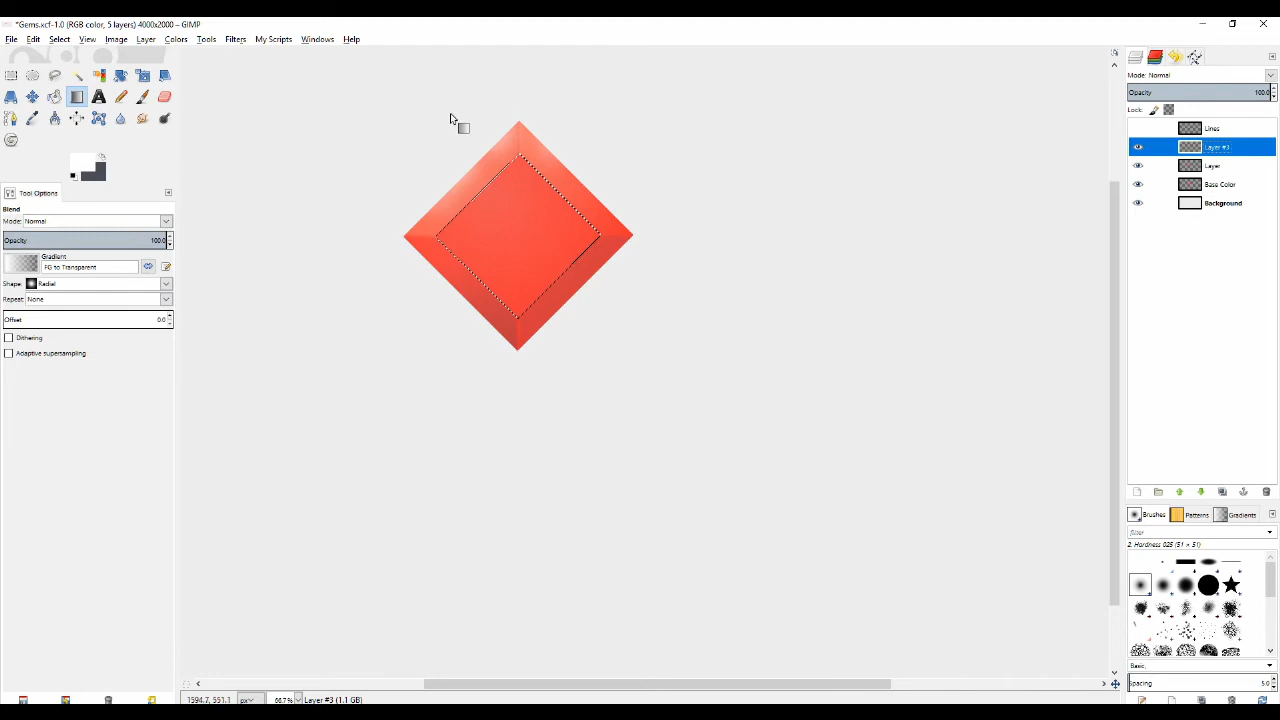 *Gems.xcf-1.0 (RGB color, 5 layers) 4000x2000 – GIMP
File Edit Select View Image Layer Colors Tools Filters My Scripts Windows Help
Mode: Normal
Opacity 100.0
Lock:
Lines
Layer #3
Layer
Base Color
Background
Tool Options
Blend
Mode: Normal
Opacity 100.0
Gradient
FG to Transparent
Shape: Radial
Repeat: None
Offset 0.0
Dithering
Adaptive supersampling
Brushes Patterns Gradients
filter
2. Hardness 025 (51 × 51)
Basic,
Spacing 5.0
1594.7, 551.1 px 66.7 % Layer #3 (1.1 GB)